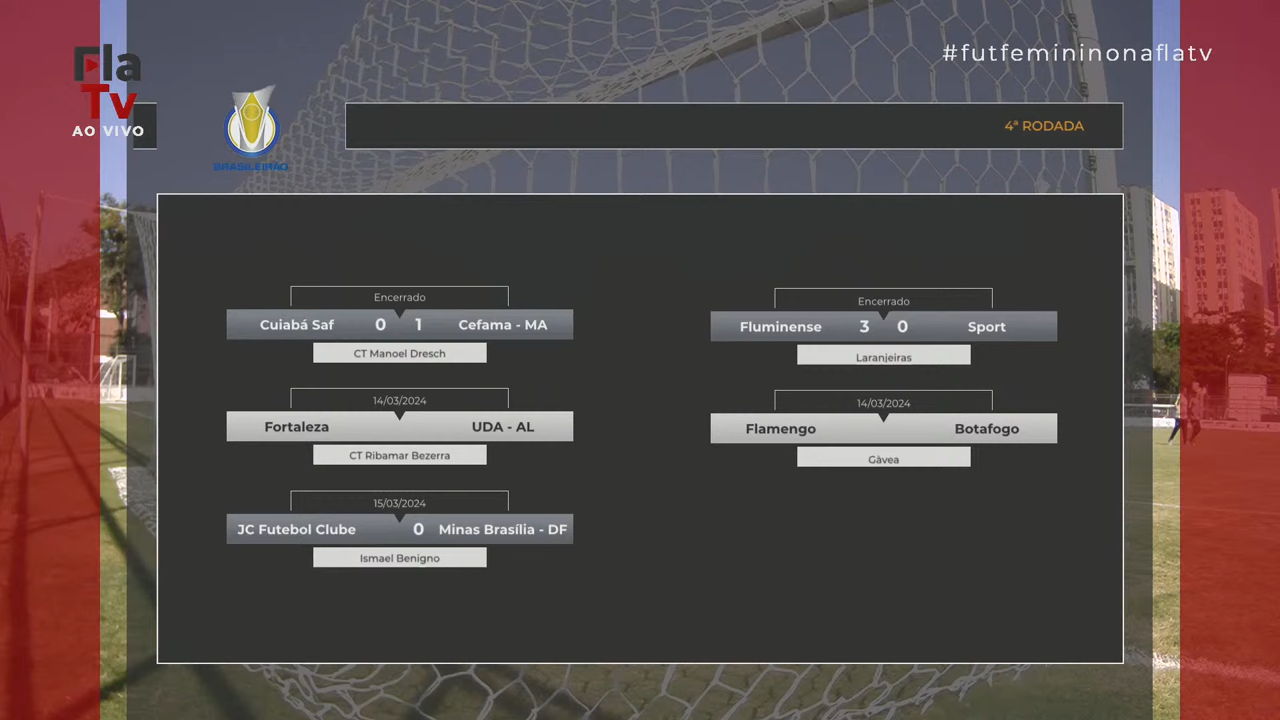 Fla
Tv
AO VIVO
#futfemininonaflatv
BRASILEIRÃO
4ª RODADA
Encerrado
Cuiabá Saf 0 1 Cefama - MA
CT Manoel Dresch
14/03/2024
Fortaleza UDA - AL
CT Ribamar Bezerra
15/03/2024
JC Futebol Clube 0 Minas Brasília - DF
Ismael Benigno
Encerrado
Fluminense 3 0 Sport
Laranjeiras
14/03/2024
Flamengo Botafogo
Gàvea